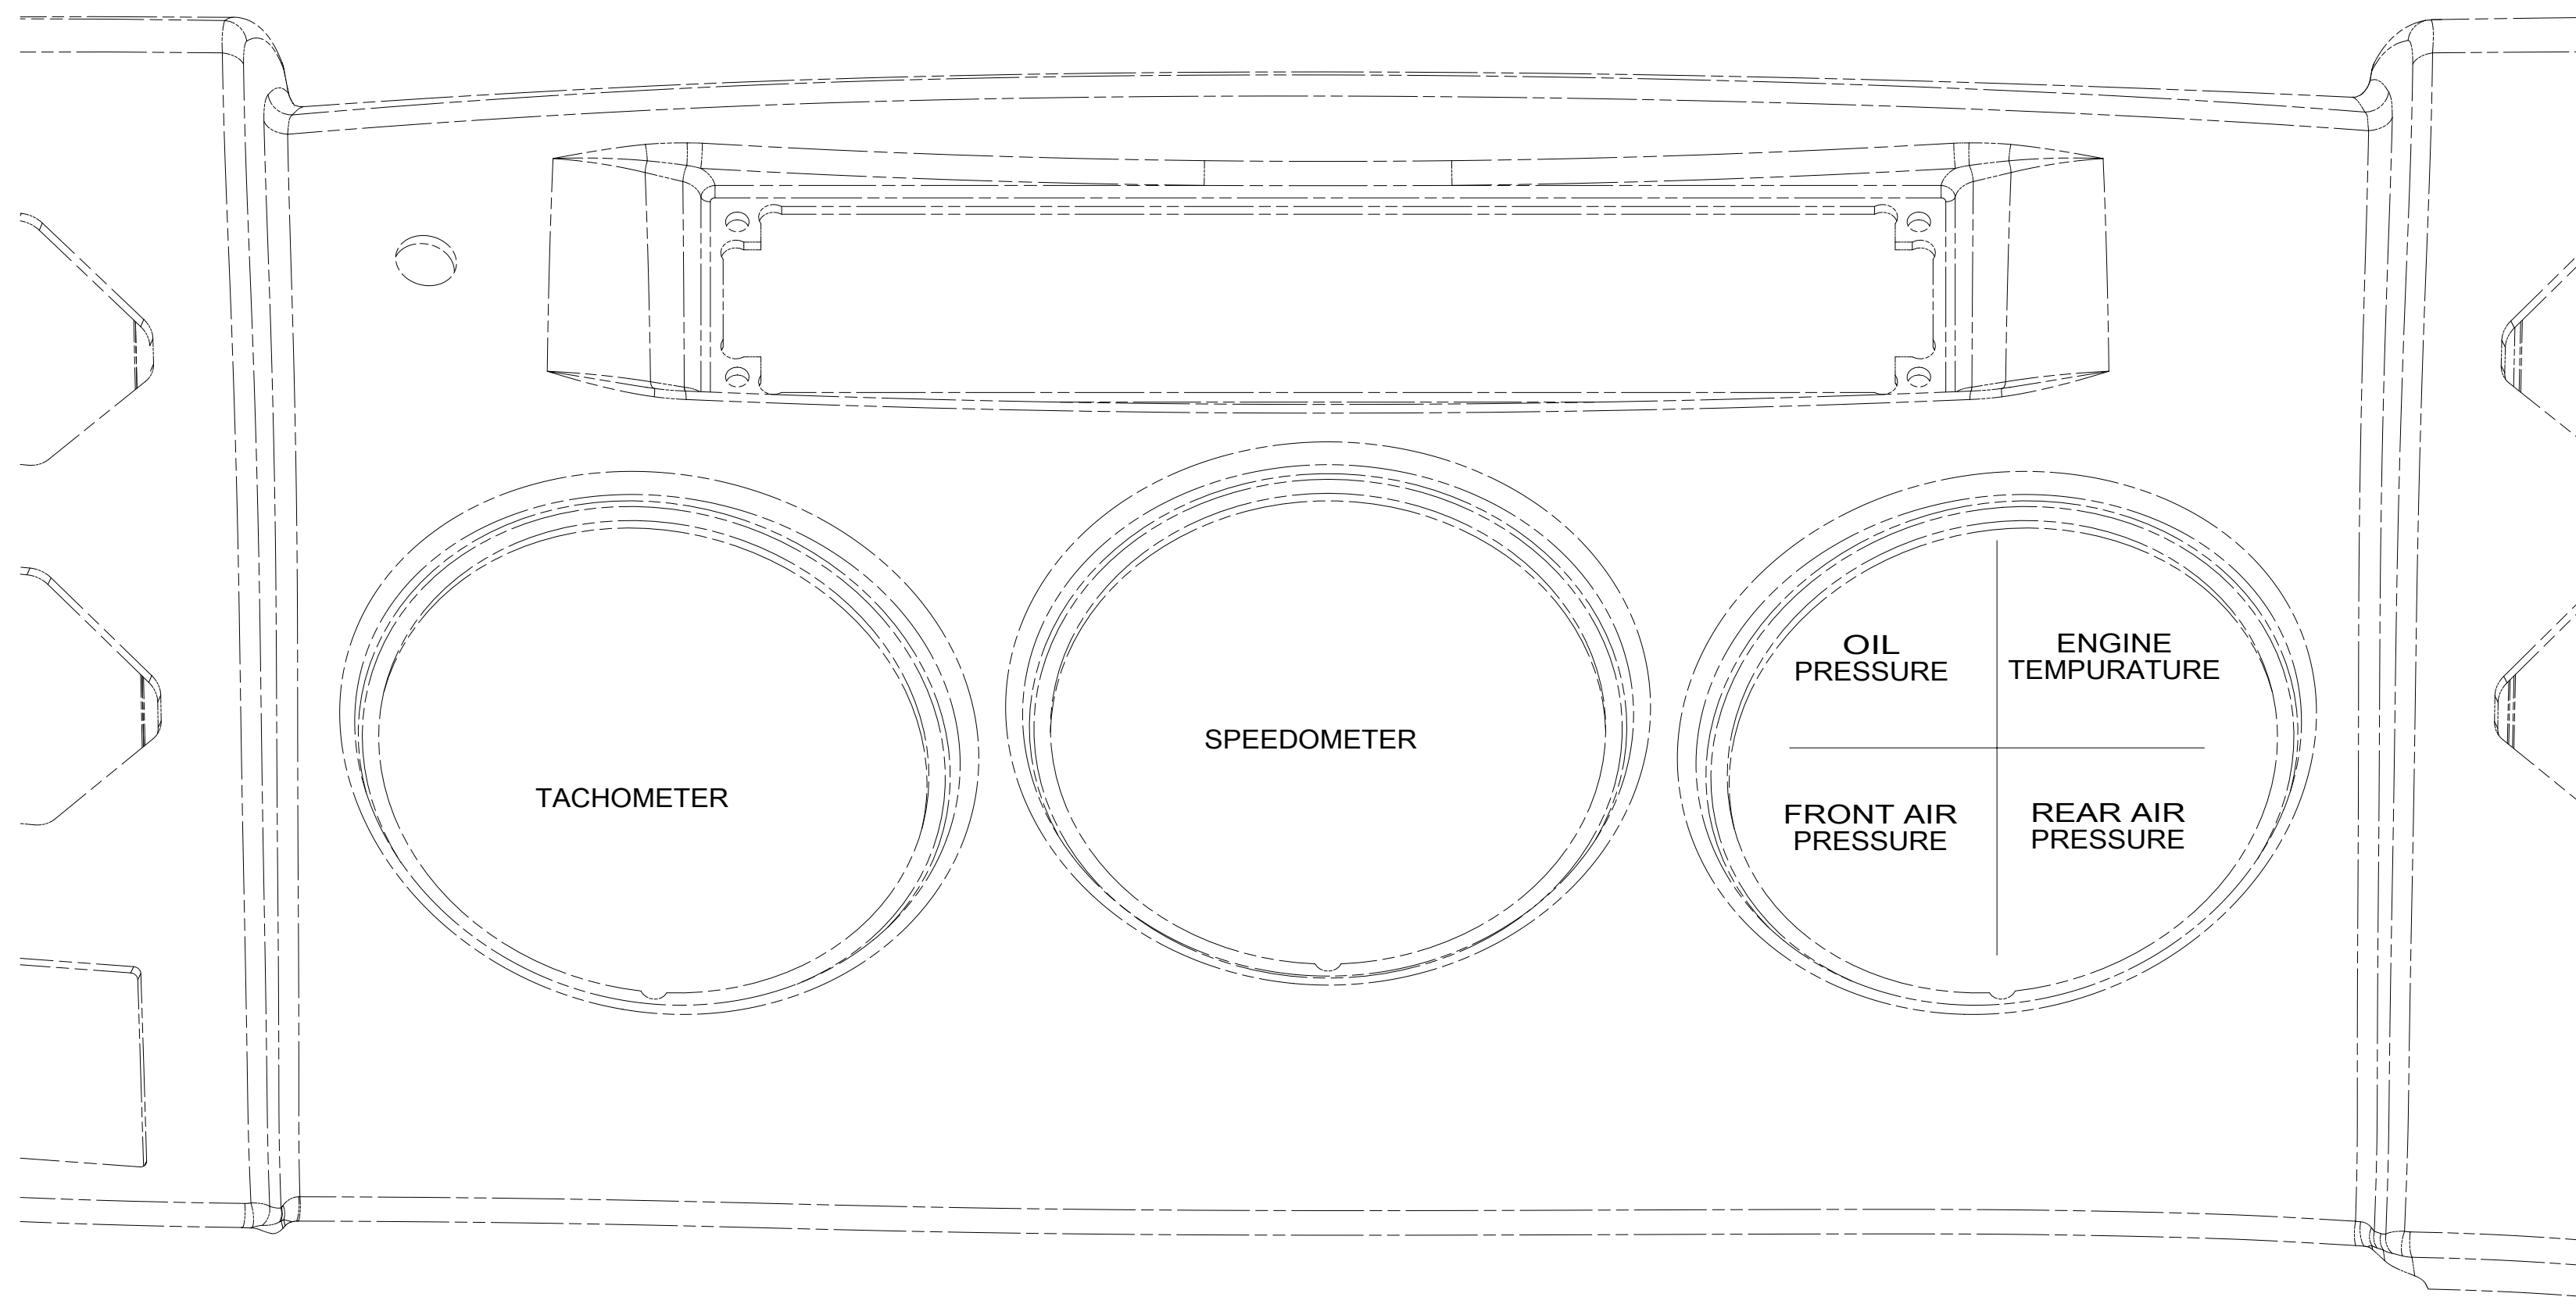 TACHOMETER
SPEEDOMETER
OIL
PRESSURE
ENGINE
TEMPURATURE
FRONT AIR
PRESSURE
REAR AIR
PRESSURE